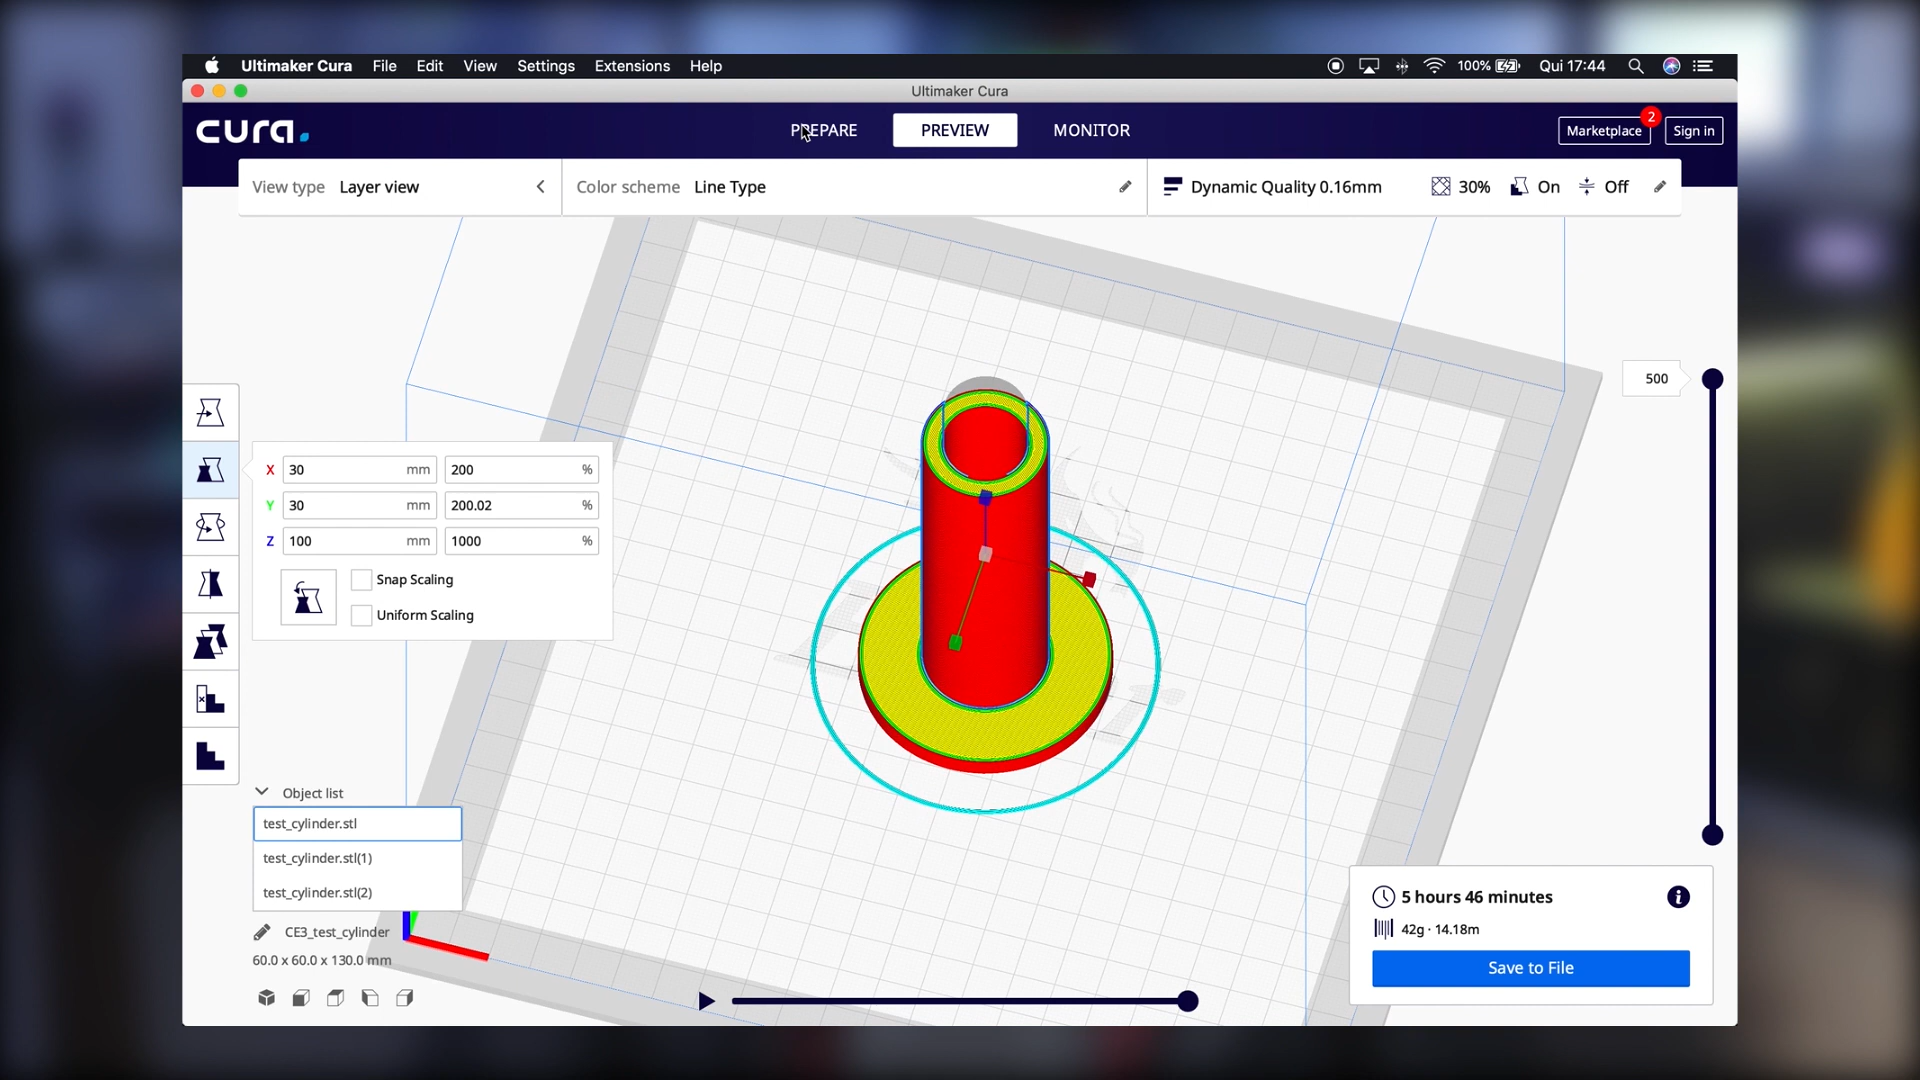 Ultimaker Cura File Edit View Settings Extensions Help 100% Qui 17:44
Ultimaker Cura
cura. PREPARE PREVIEW MONITOR Marketplace 2 Sign in
View type Layer view Color scheme Line Type Dynamic Quality 0.16mm 30% On Off
500
X 30 mm 200 %
Y 30 mm 200.02 %
Z 100 mm 1000 %
Snap Scaling
Uniform Scaling
Object list
test_cylinder.stl
test_cylinder.stl(1)
test_cylinder.stl(2)
CE3_test_cylinder
60.0 x 60.0 x 130.0 mm
5 hours 46 minutes
42g · 14.18m
Save to File